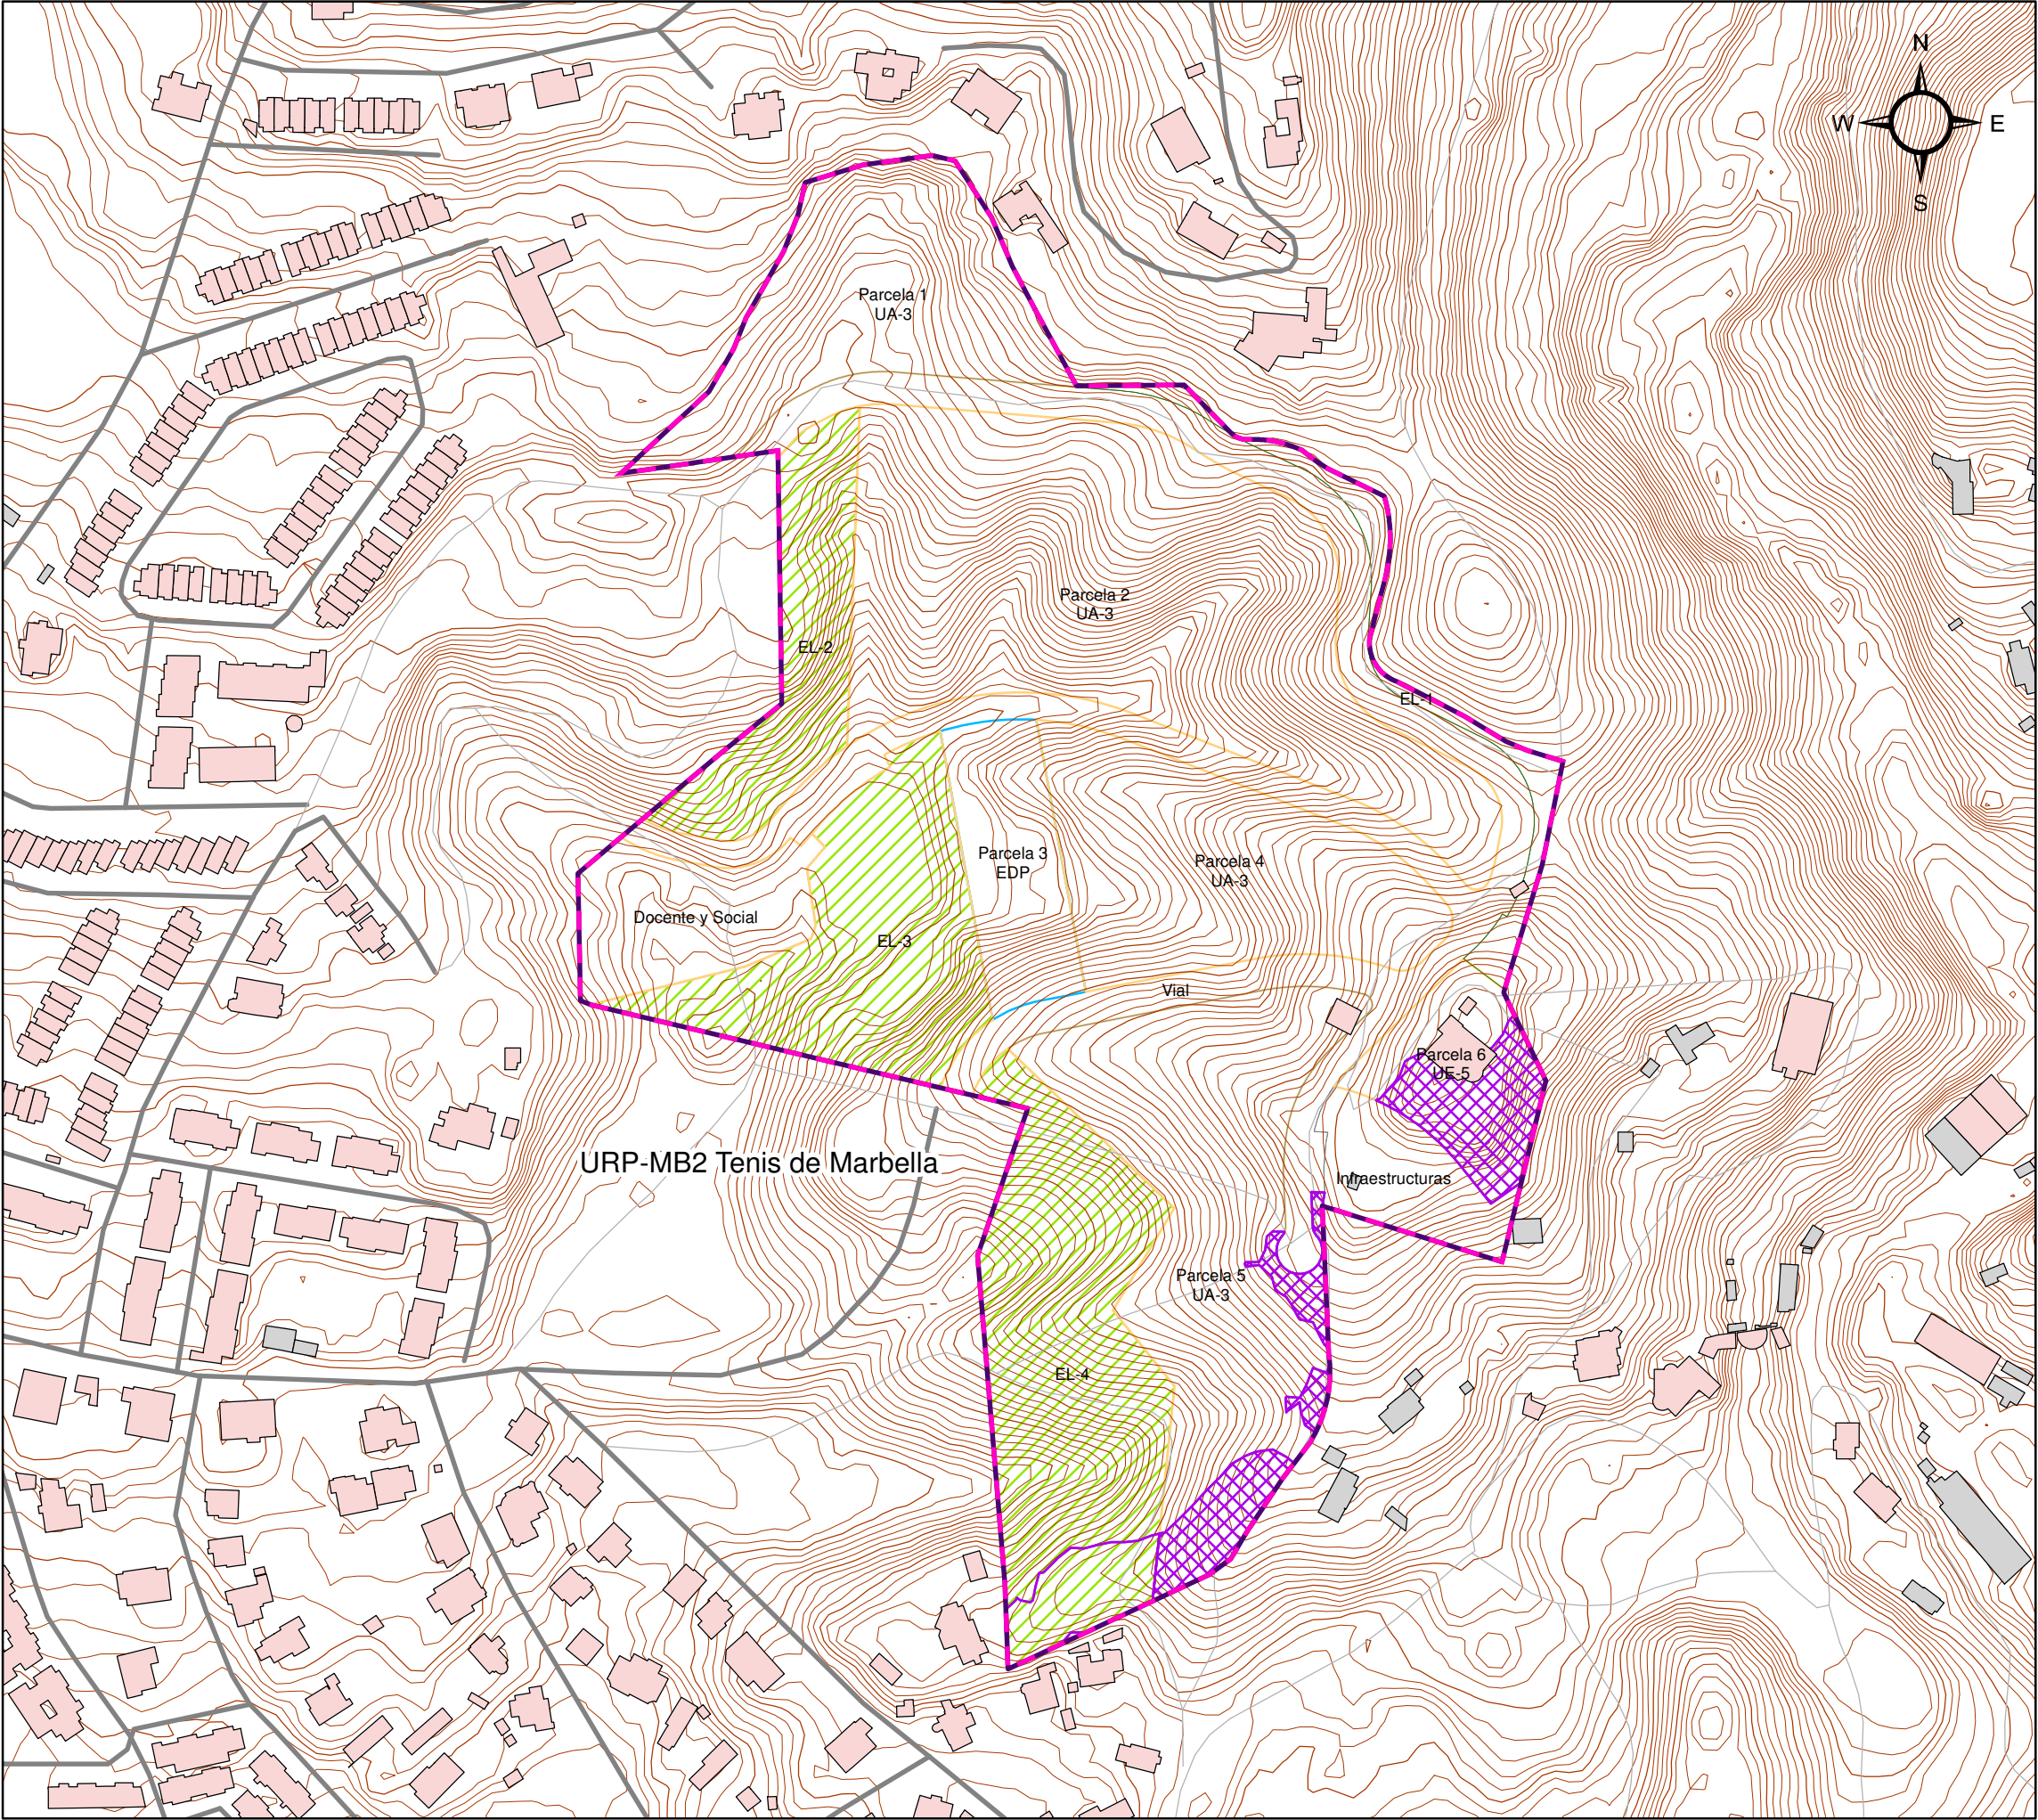 N
W
E
S
Parcela 1
UA-3
Parcela 2
UA-3
EL-2
EL-1
Parcela 3
EDP
Parcela 4
UA-3
Docente y Social
EL-3
Vial
Parcela 6
UE-5
URP-MB2 Tenis de Marbella
Infraestructuras
Parcela 5
UA-3
EL-4